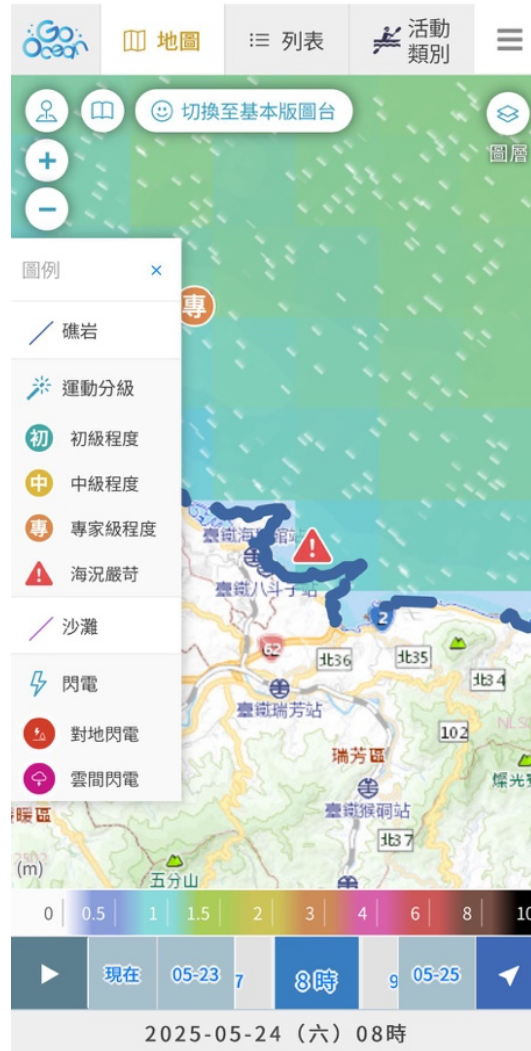 Go
Ocean
地圖
列表
活動
類別
切換至基本版圖台
圖層
+
−
圖例 ×
專
礁岩
運動分級
初 初級程度
中 中級程度
專 專家級程度
海況嚴苛
沙灘
閃電
對地閃電
雲間閃電
臺鐵八斗子站
2
62
北36
北35
北34
臺鐵瑞芳站
102
瑞芳區
臺鐵猴硐站
北37
暖區
五分山
(m)
0 0.5 1 1.5 2 3 4 6 8 10
現在 05-23 7 8時 9 05-25
2025-05-24（六）08時